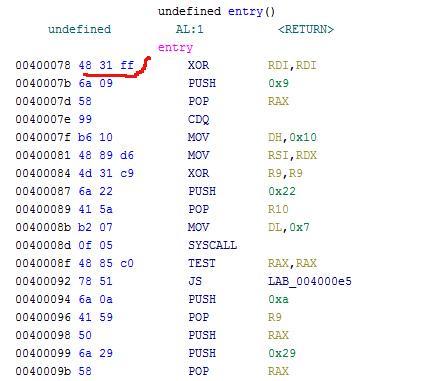 undefined entry()
undefined AL:1 <RETURN>
entry
00400078 48 31 ff XOR RDI,RDI
0040007b 6a 09 PUSH 0x9
0040007d 58 POP RAX
0040007e 99 CDQ
0040007f b6 10 MOV DH,0x10
00400081 48 89 d6 MOV RSI,RDX
00400084 4d 31 c9 XOR R9,R9
00400087 6a 22 PUSH 0x22
00400089 41 5a POP R10
0040008b b2 07 MOV DL,0x7
0040008d 0f 05 SYSCALL
0040008f 48 85 c0 TEST RAX,RAX
00400092 78 51 JS LAB_004000e5
00400094 6a 0a PUSH 0xa
00400096 41 59 POP R9
00400098 50 PUSH RAX
00400099 6a 29 PUSH 0x29
0040009b 58 POP RAX